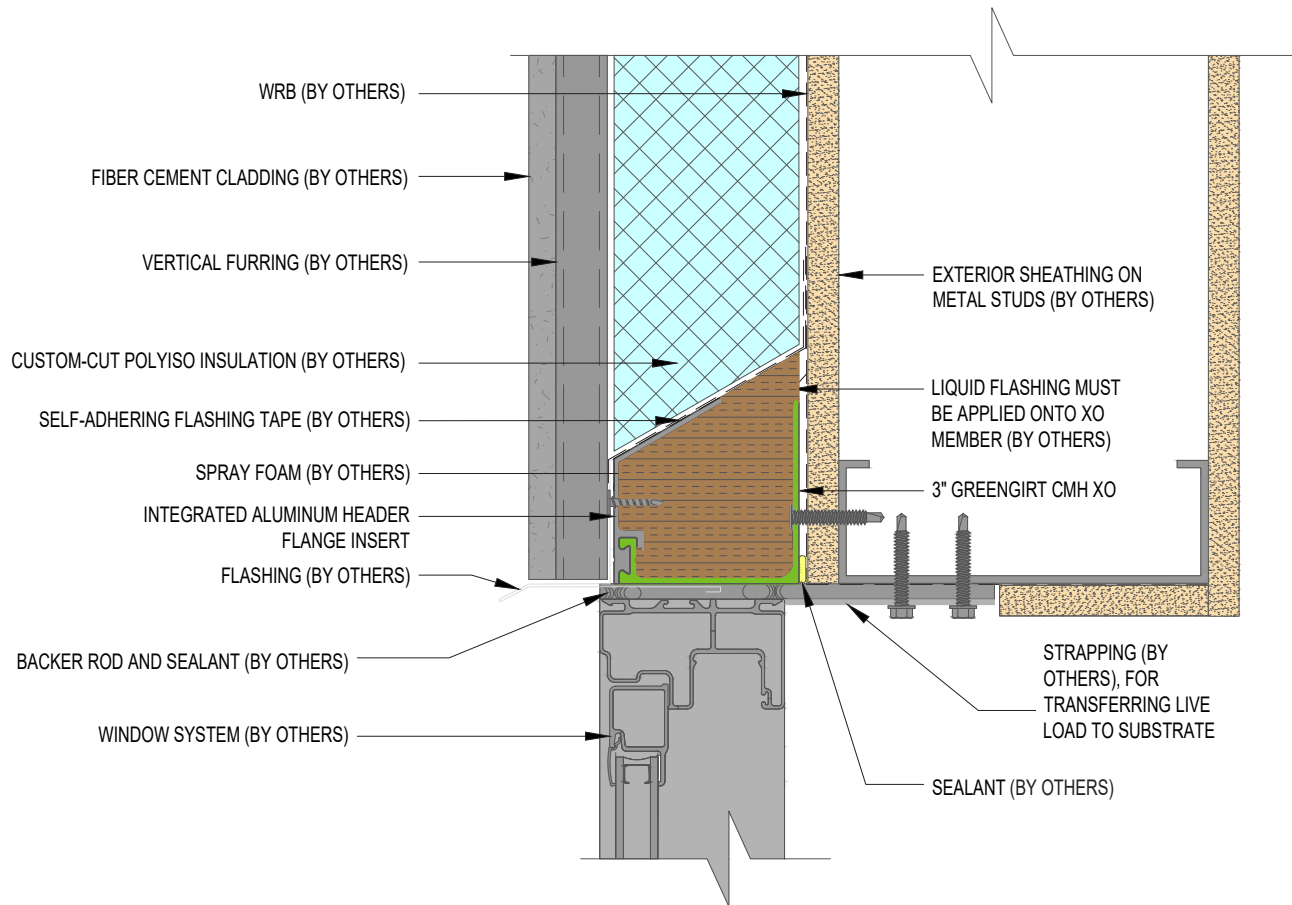 WRB (BY OTHERS)
FIBER CEMENT CLADDING (BY OTHERS)
VERTICAL FURRING (BY OTHERS)
CUSTOM-CUT POLYISO INSULATION (BY OTHERS)
SELF-ADHERING FLASHING TAPE (BY OTHERS)
SPRAY FOAM (BY OTHERS)
INTEGRATED ALUMINUM HEADER
FLANGE INSERT
FLASHING (BY OTHERS)
BACKER ROD AND SEALANT (BY OTHERS)
WINDOW SYSTEM (BY OTHERS)
EXTERIOR SHEATHING ON
METAL STUDS (BY OTHERS)
LIQUID FLASHING MUST
BE APPLIED ONTO XO
MEMBER (BY OTHERS)
3" GREENGIRT CMH XO
STRAPPING (BY
OTHERS), FOR
TRANSFERRING LIVE
LOAD TO SUBSTRATE
SEALANT (BY OTHERS)